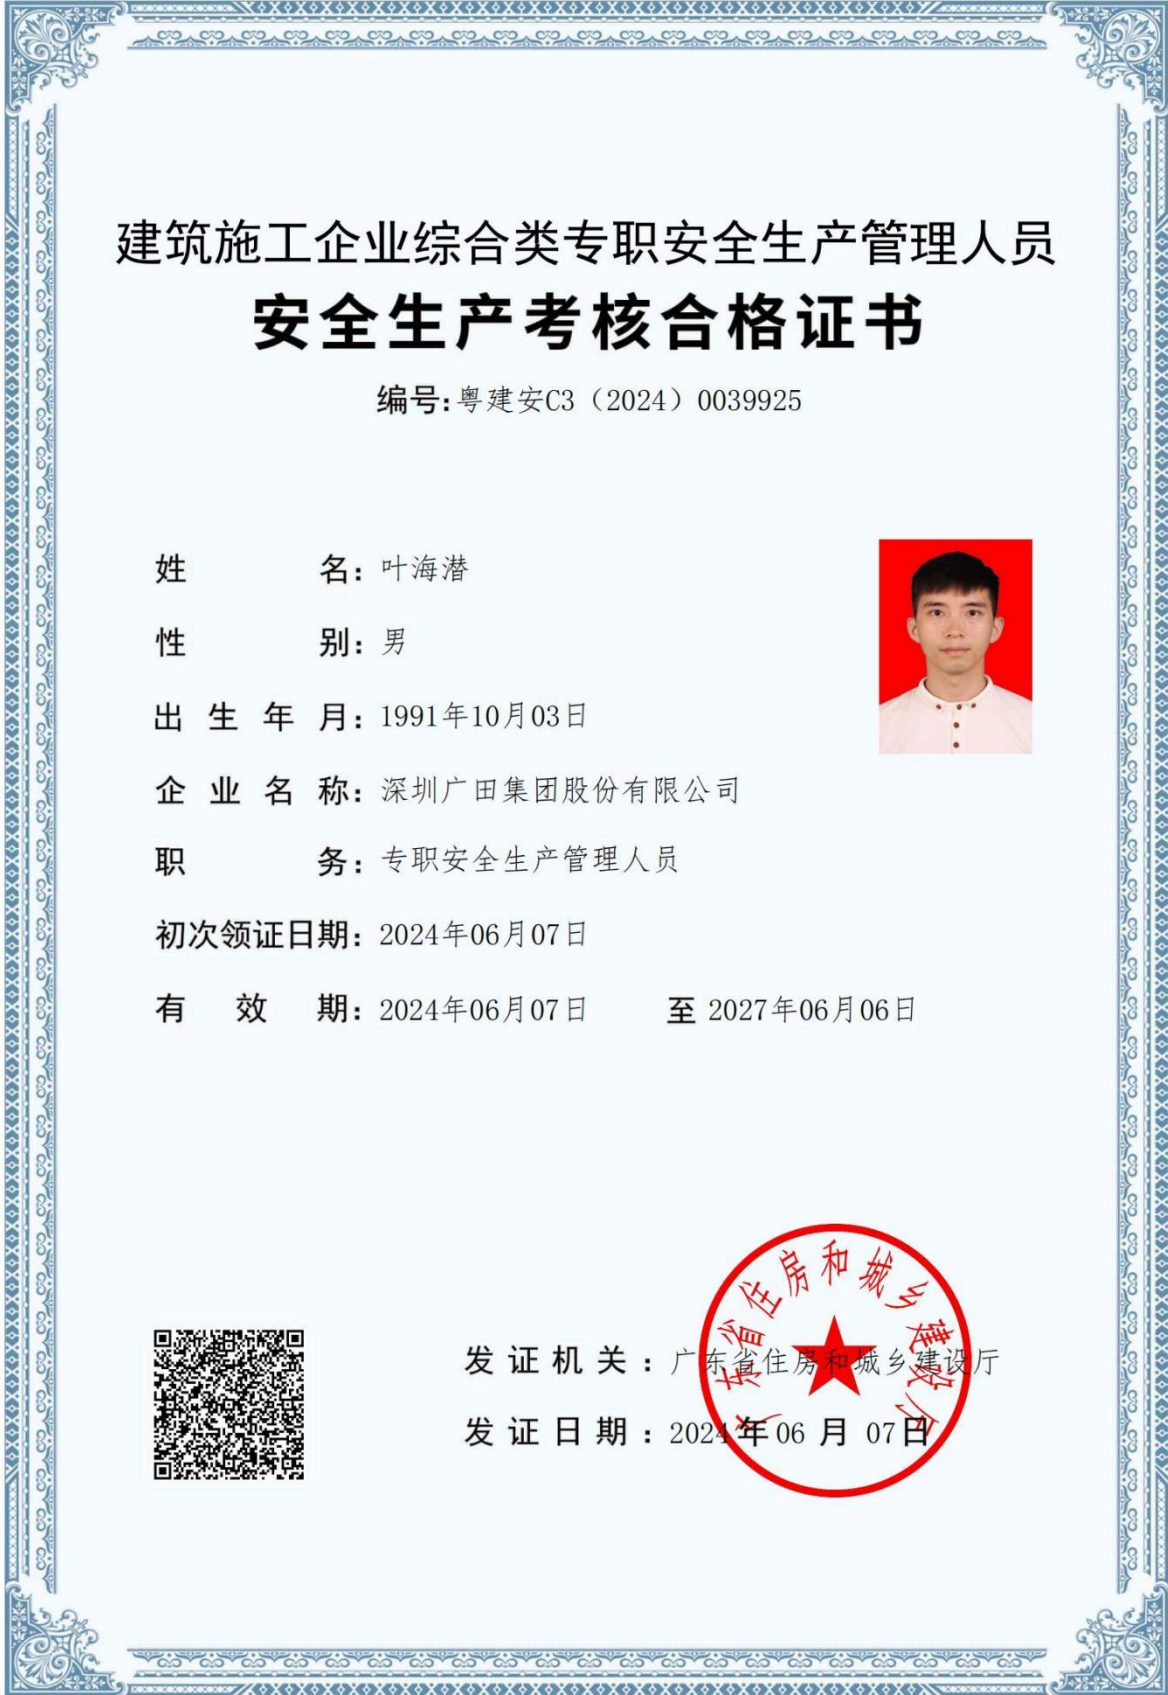 建筑施工企业综合类专职安全生产管理人员
安全生产考核合格证书
编号:粤建安C3（2024）0039925
姓 名：叶海潜
性 别：男
出 生 年 月：1991年10月03日
企 业 名 称：深圳广田集团股份有限公司
职 务：专职安全生产管理人员
初次领证日期：2024年06月07日
有 效 期：2024年06月07日 至 2027年06月06日
广东省住房和城乡建设厅
发 证 机 关 ：广东省住房和城乡建设厅
发 证 日 期 ：2024 年 06 月 07日